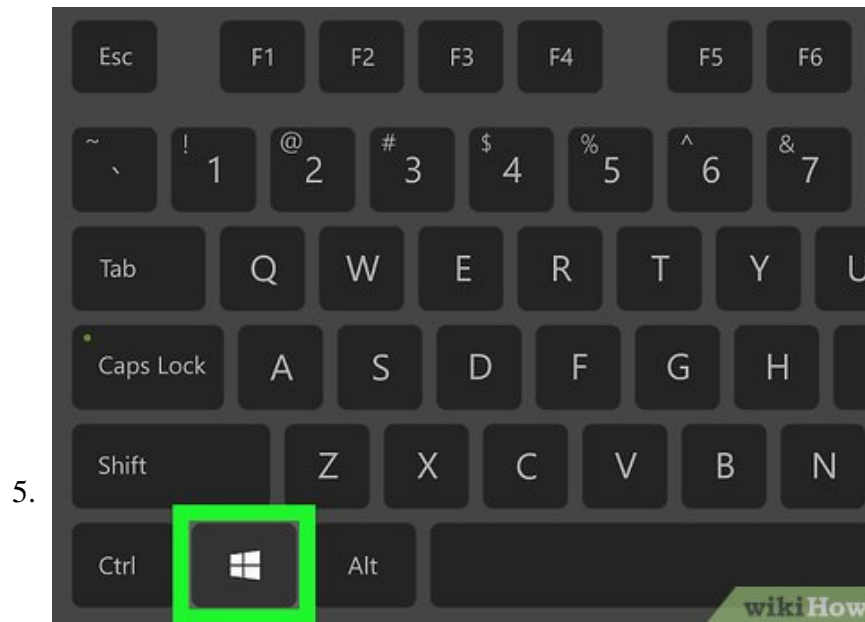 Esc F1 F2 F3 F4 F5 F6
~ ` ! 1 @ 2 # 3 $ 4 % 5 ^ 6 & 7
Tab Q W E R T Y U
Caps Lock A S D F G H
Shift Z X C V B N
5.
Ctrl Alt
wikiHow